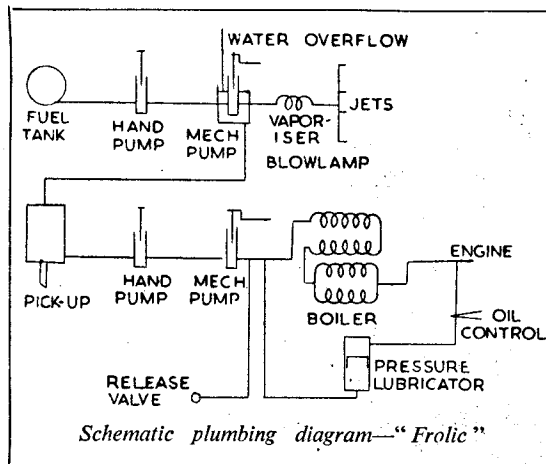 WATER OVERFLOW
FUEL
TANK
HAND
PUMP
MECH
PUMP
VAPOR-
ISER
JETS
BLOWLAMP
PICK-UP
HAND
PUMP
MECH
PUMP
BOILER
ENGINE
OIL
CONTROL
PRESSURE
LUBRICATOR
RELEASE
VALVE
Schematic plumbing diagram—"Frolic"